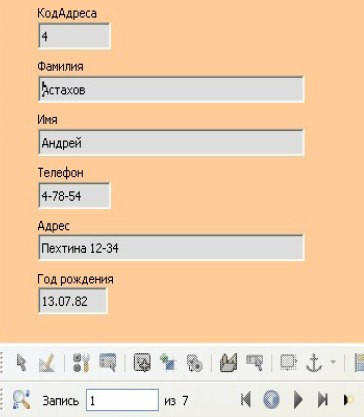 КодАдреса
4
Фамилия
Астахов
Имя
Андрей
Телефон
4-78-54
Адрес
Пехтина 12-34
Год рождения
13.07.82
Запись 1 из 7